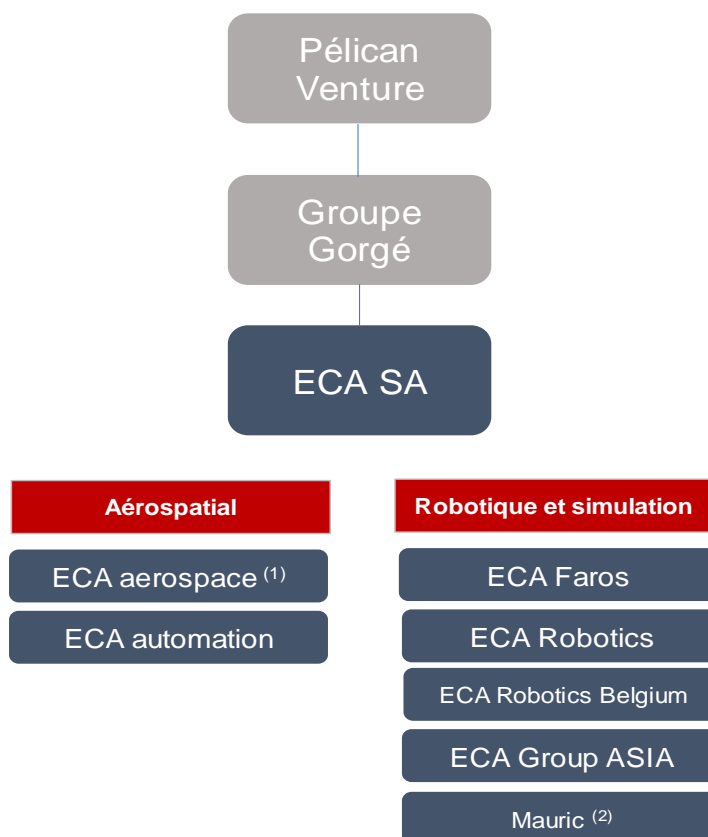 Pélican
Venture
Groupe
Gorgé
ECA SA
Aérospatial
ECA aerospace (1)
ECA automation
Robotique et simulation
ECA Faros
ECA Robotics
ECA Robotics Belgium
ECA Group ASIA
Mauric (2)